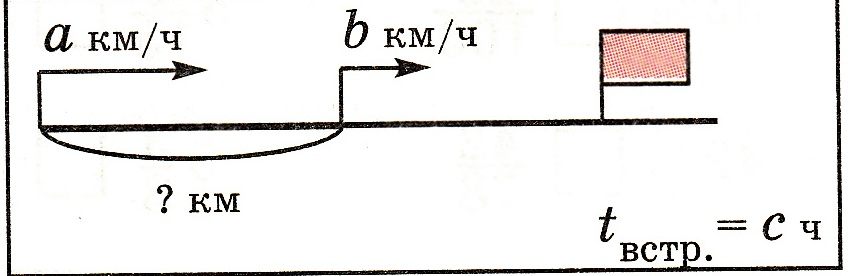 a км/ч
b км/ч
? км
t встр. = c ч